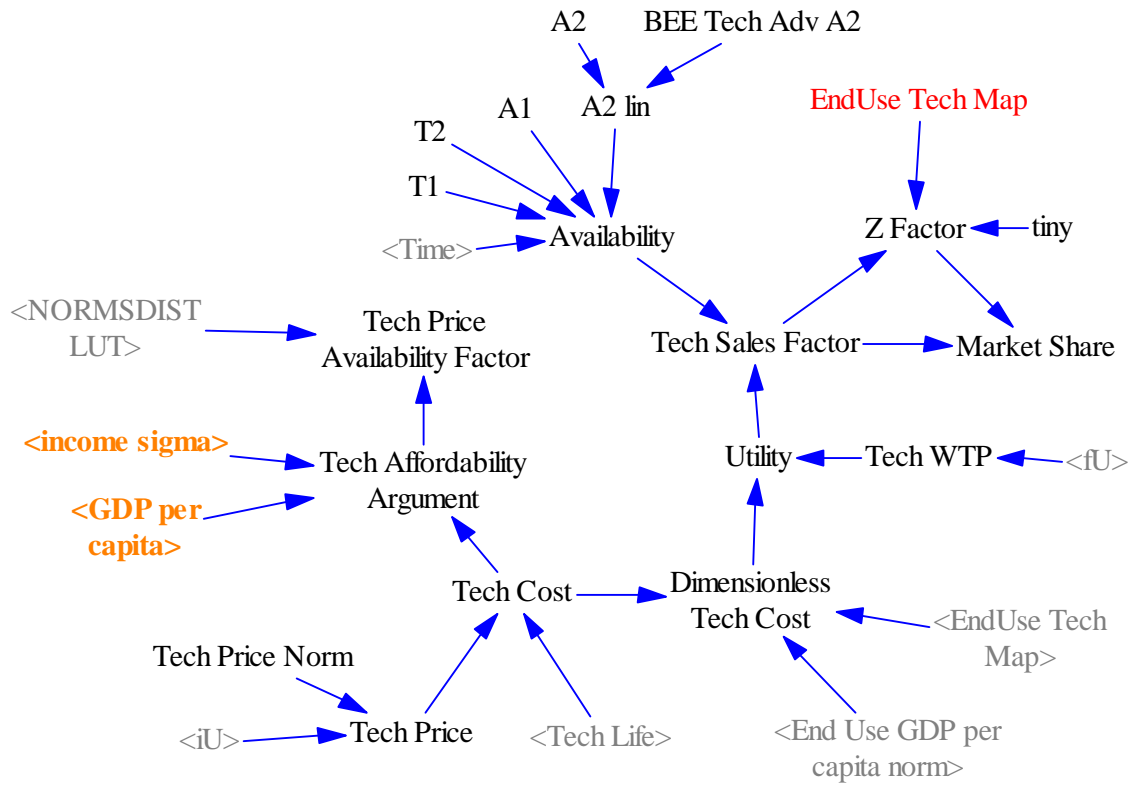 A2
BEE Tech Adv A2
A2 lin
EndUse Tech Map
A1
T2
T1
<Time>
Availability
Z Factor
tiny
<NORMSDIST
LUT>
Tech Price
Availability Factor
Tech Sales Factor
Market Share
<income sigma>
Tech Affordability
Argument
Utility
Tech WTP
<fU>
<GDP per
capita>
Tech Cost
Dimensionless
Tech Cost
<EndUse Tech
Map>
Tech Price Norm
<iU>
Tech Price
<Tech Life>
<End Use GDP per
capita norm>